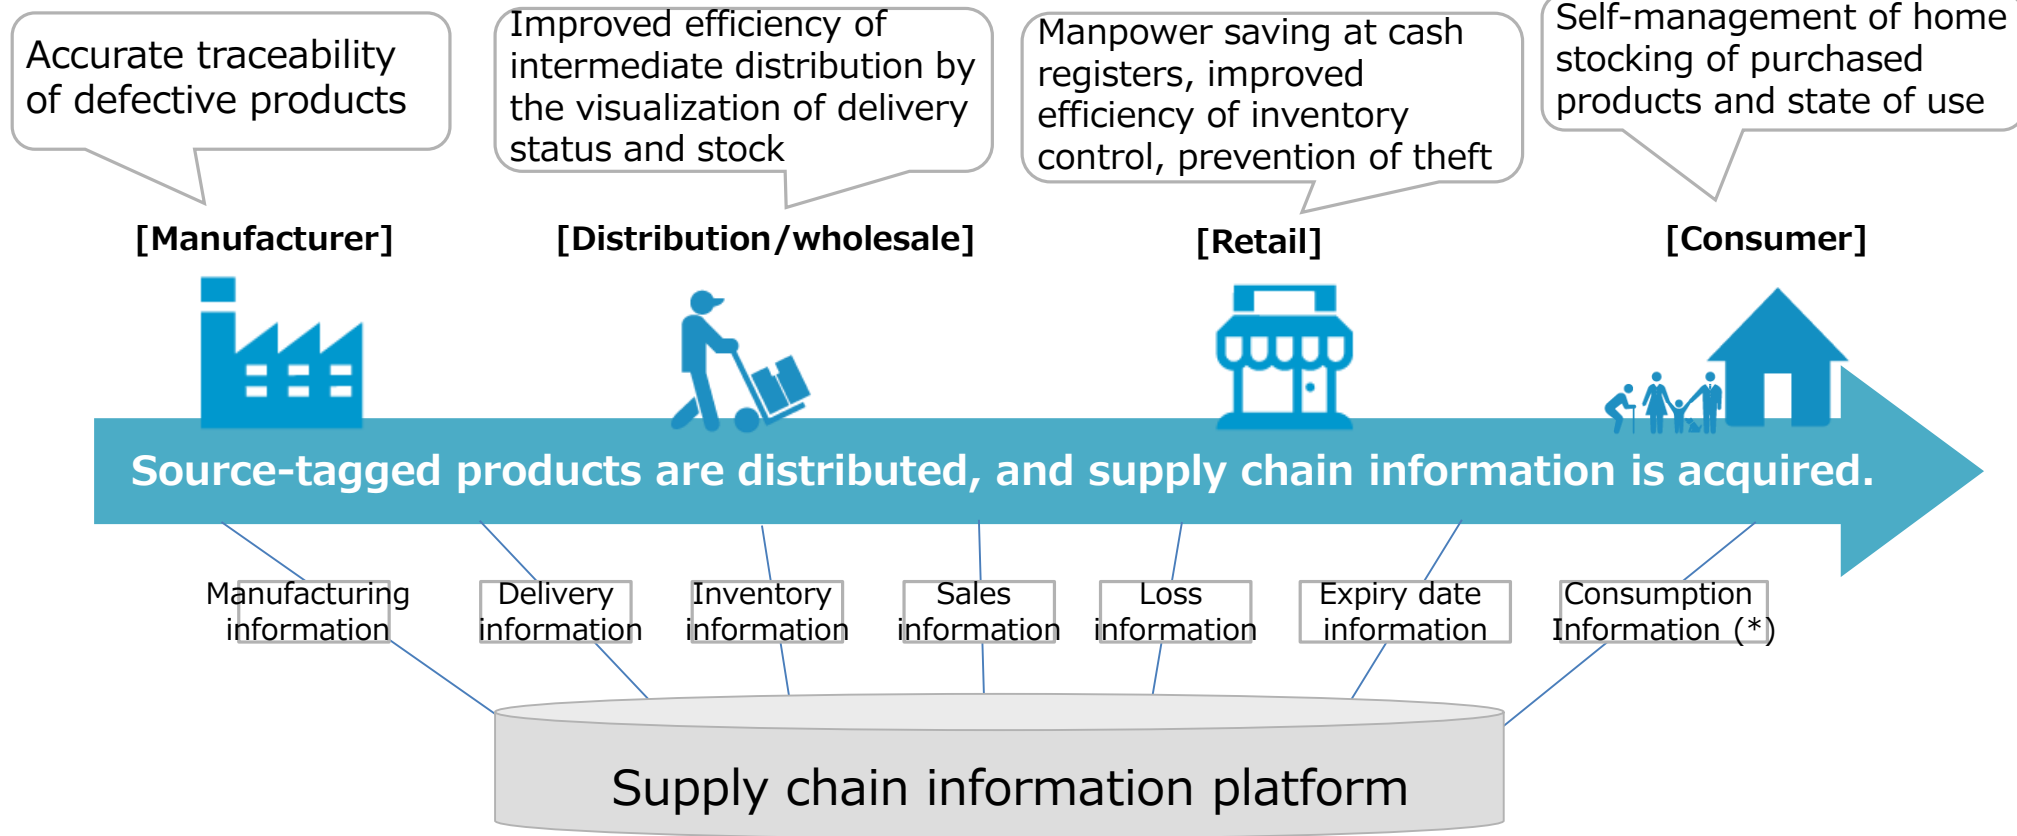 Accurate traceability
of defective products
Improved efficiency of
intermediate distribution by
the visualization of delivery
status and stock
Manpower saving at cash
registers, improved
efficiency of inventory
control, prevention of theft
Self-management of home
stocking of purchased
products and state of use
[Manufacturer]
[Distribution/wholesale]
[Retail]
[Consumer]
Source-tagged products are distributed, and supply chain information is acquired.
Manufacturing
information
Delivery
information
Inventory
information
Sales
information
Loss
information
Expiry date
information
Consumption
Information (*)
Supply chain information platform